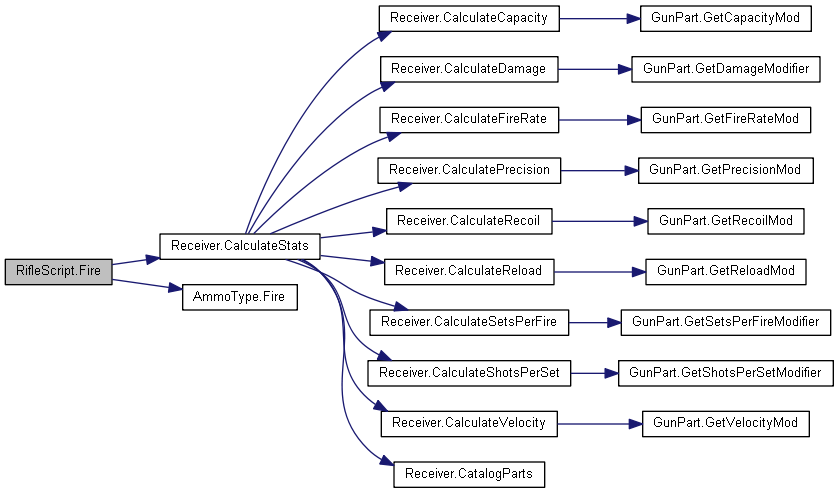 Receiver.CalculateCapacity
GunPart.GetCapacityMod
Receiver.CalculateDamage
GunPart.GetDamageModifier
Receiver.CalculateFireRate
GunPart.GetFireRateMod
Receiver.CalculatePrecision
GunPart.GetPrecisionMod
Receiver.CalculateRecoil
GunPart.GetRecoilMod
Receiver.CalculateStats
RifleScript.Fire
Receiver.CalculateReload
GunPart.GetReloadMod
AmmoType.Fire
Receiver.CalculateSetsPerFire
GunPart.GetSetsPerFireModifier
Receiver.CalculateShotsPerSet
GunPart.GetShotsPerSetModifier
Receiver.CalculateVelocity
GunPart.GetVelocityMod
Receiver.CatalogParts